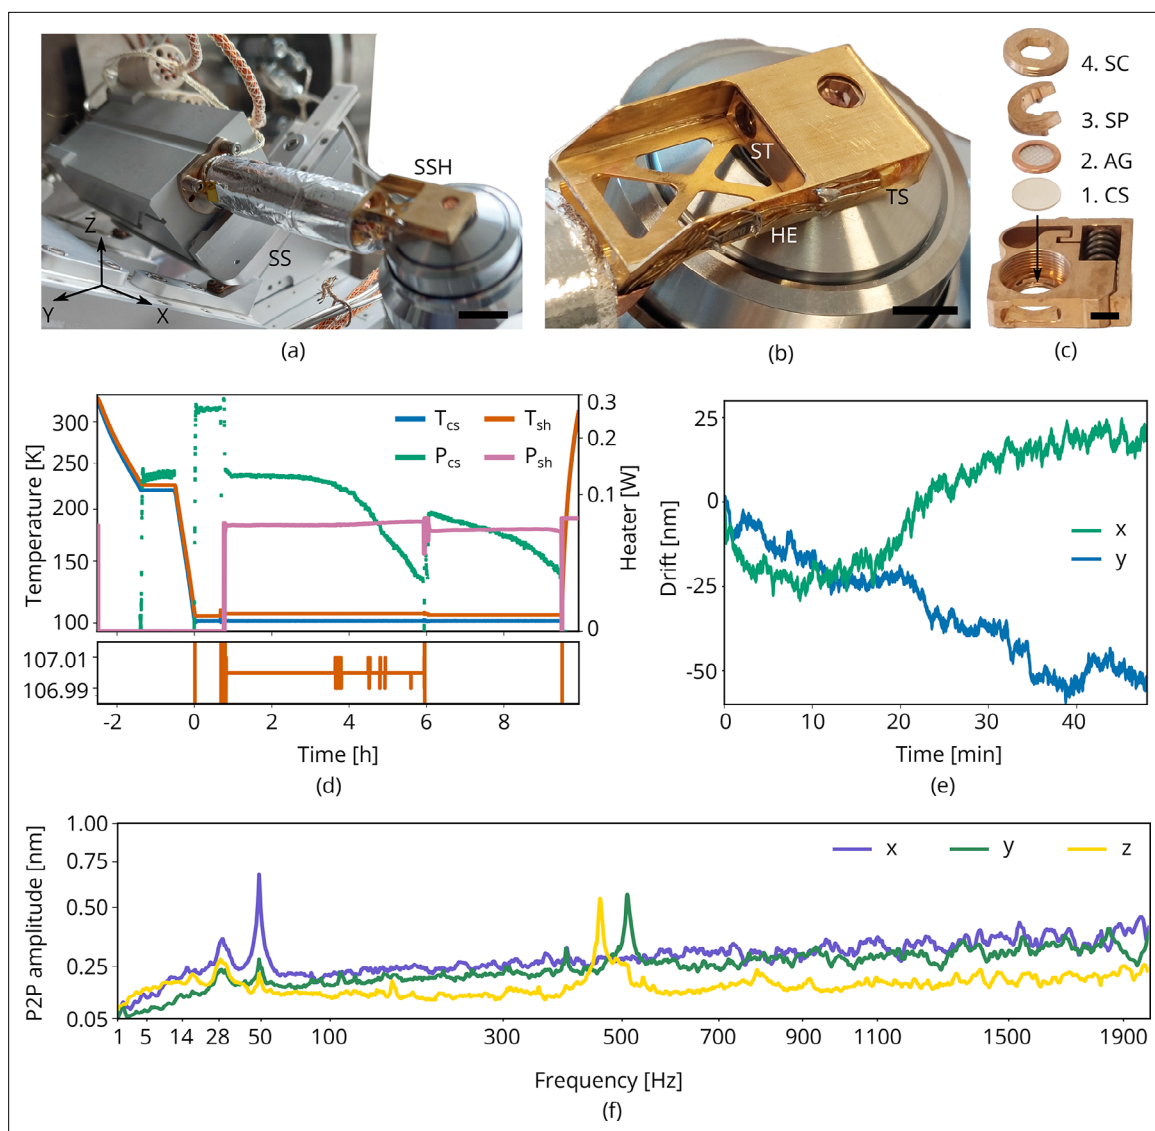 SSH
SS
Z
Y
X
(a)
ST
TS
HE
(b)
4. SC
3. SP
2. AG
1. CS
(c)
Temperature [K]
300
250
200
150
100
Tcs
Tsh
Pcs
Psh
0.3
0.2
0.1
0
Heater [W]
107.01
106.99
-2
0
2
4
6
8
Time [h]
(d)
Drift [nm]
25
0
-25
-50
x
y
0
10
20
30
40
Time [min]
(e)
P2P amplitude [nm]
1.00
0.75
0.50
0.25
0.05
x
y
z
1 5 14 28 50 100 300 500 700 900 1100 1500 1900
Frequency [Hz]
(f)